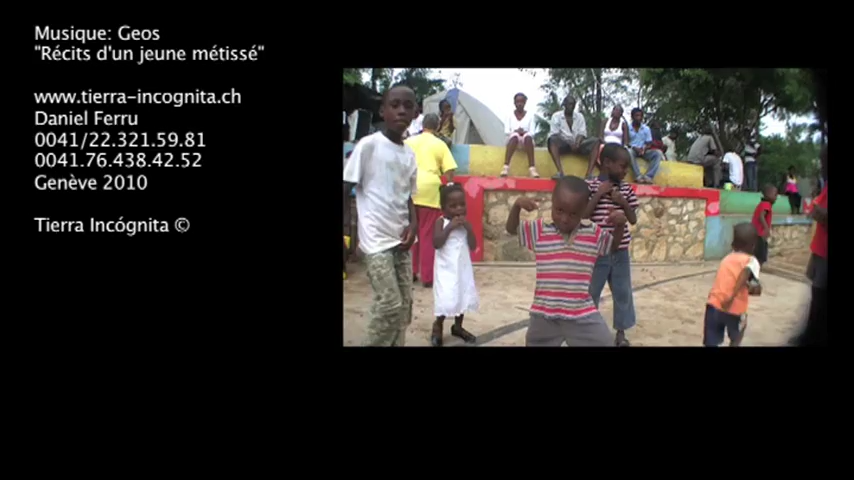 Musique: Geos
"Récits d'un jeune métissé"
www.tierra-incognita.ch
Daniel Ferru
0041/22.321.59.81
0041.76.438.42.52
Genève 2010
Tierra Incógnita ©